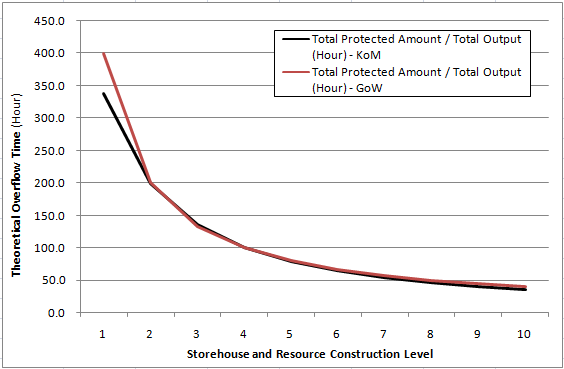 450.0
400.0
350.0
300.0
250.0
200.0
150.0
100.0
50.0
0.0
Theoretical Overflow Time (Hour)
Total Protected Amount / Total Output
(Hour) - KoM
Total Protected Amount / Total Output
(Hour) - GoW
1 2 3 4 5 6 7 8 9 10
Storehouse and Resource Construction Level